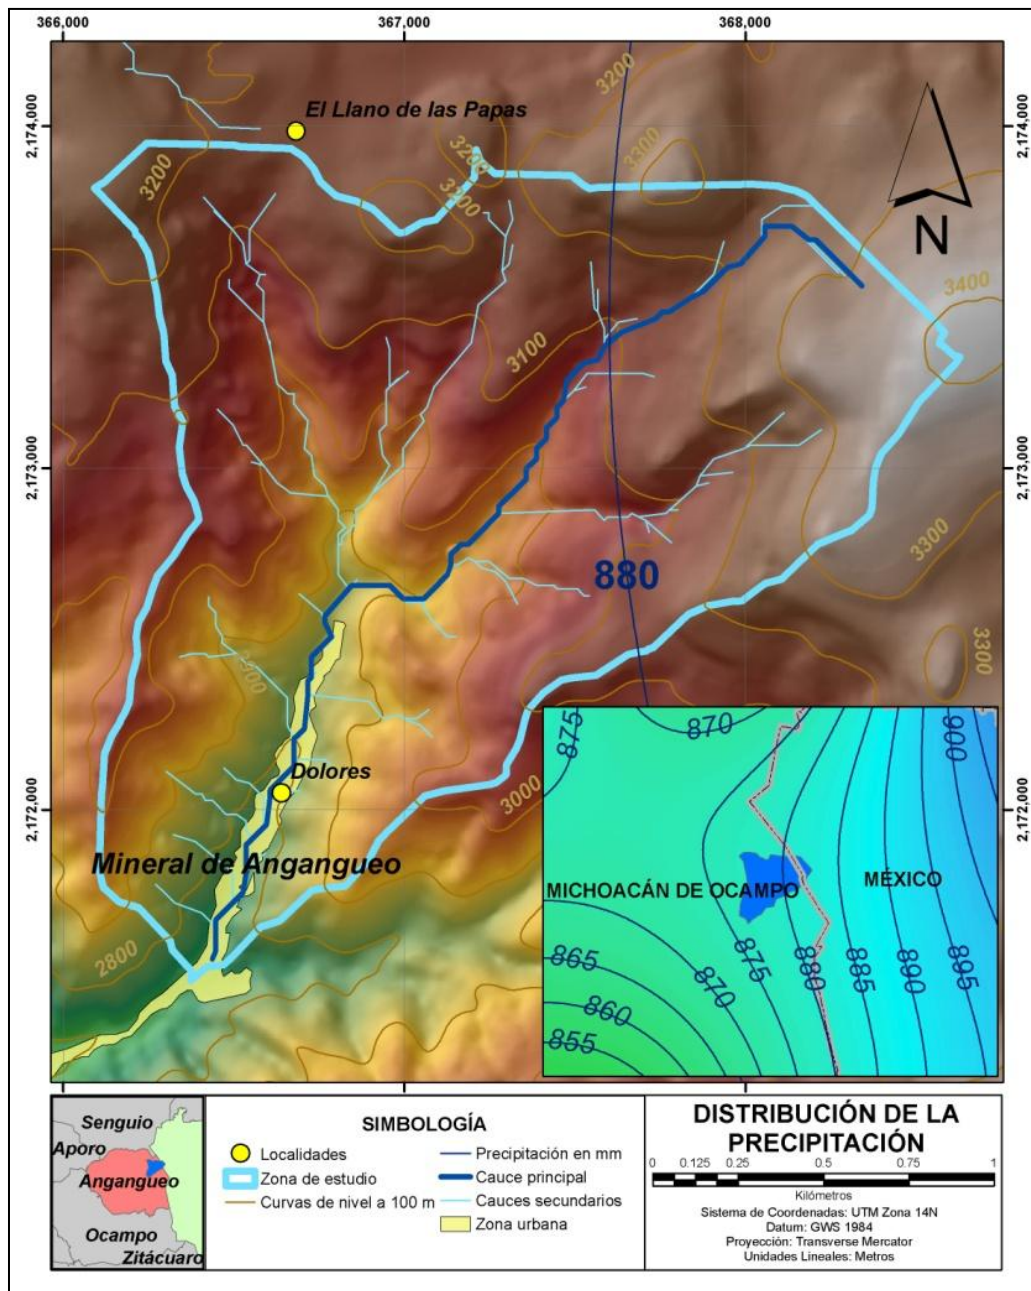 366,000
367,000
368,000
2,174,000
2,174,000
El Llano de las Papas
3200
3200
3300
3200
3200
N
3400
3100
2,173,000
2,173,000
3300
880
3300
2900
Dolores
3000
2,172,000
2,172,000
Mineral de Angangueo
2800
875
870
900
MICHOACÁN DE OCAMPO
MÉXICO
865
870
875
880
885
890
895
860
855
Senguio
Aporo
Angangueo
Ocampo
Zitácuaro
SIMBOLOGÍA
Localidades
Zona de estudio
Curvas de nivel a 100 m
Precipitación en mm
Cauce principal
Cauces secundarios
Zona urbana
DISTRIBUCIÓN DE LA
PRECIPITACIÓN
0 0.125 0.25 0.5 0.75 1
Kilómetros
Sistema de Coordenadas: UTM Zona 14N
Datum: GWS 1984
Proyección: Transverse Mercator
Unidades Lineales: Metros